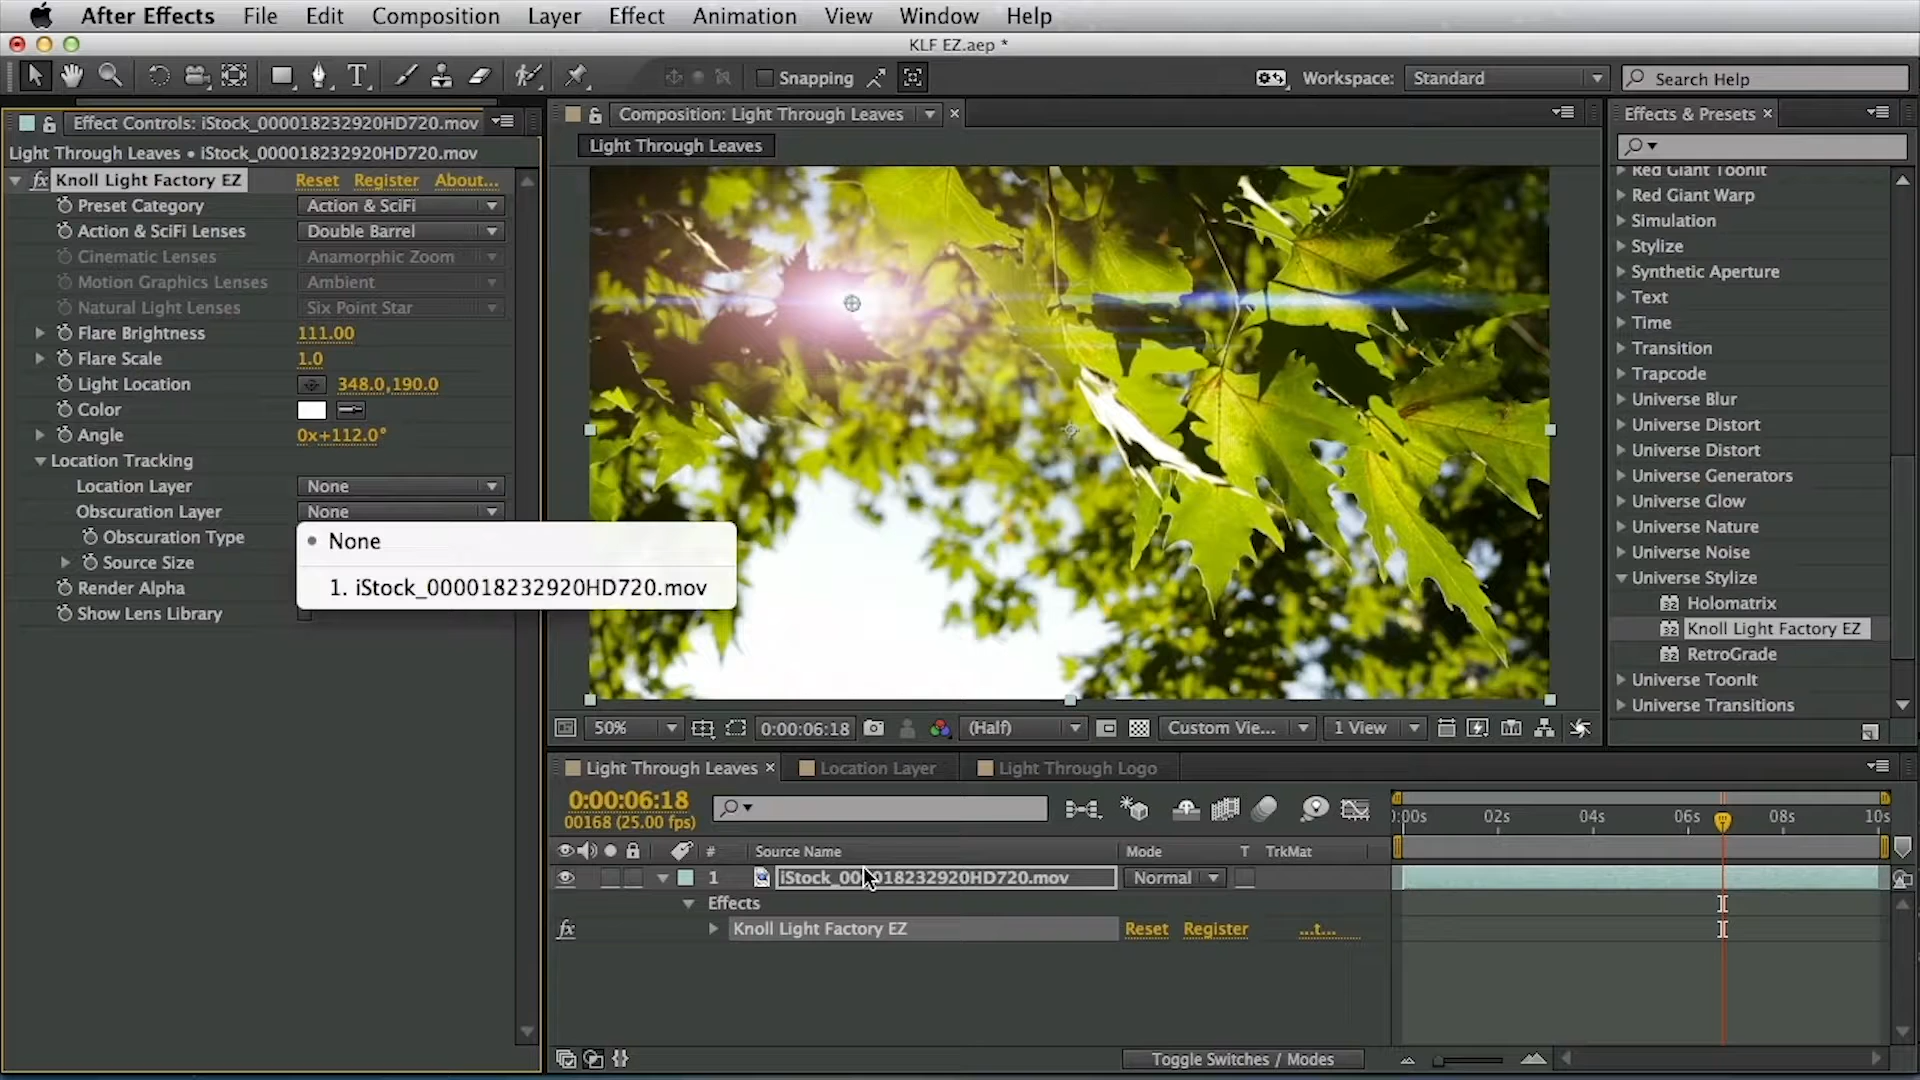 After Effects File Edit Composition Layer Effect Animation View Window Help
KLF EZ.aep *
Snapping Workspace: Standard Search Help
Effect Controls: iStock_000018232920HD720.mov
Light Through Leaves • iStock_000018232920HD720.mov
fx Knoll Light Factory EZ Reset Register About...
Preset Category Action & SciFi
Action & SciFi Lenses Double Barrel
Cinematic Lenses Anamorphic Zoom
Motion Graphics Lenses Ambient
Natural Light Lenses Six Point Star
Flare Brightness 111.00
Flare Scale 1.0
Light Location 348.0,190.0
Color
Angle 0x+112.0°
Location Tracking
Location Layer None
Obscuration Layer None
Obscuration Type
Source Size
Render Alpha
Show Lens Library
None
1. iStock_000018232920HD720.mov
Composition: Light Through Leaves
Light Through Leaves
50% 0:00:06:18 (Half) Custom Vie... 1 View
Effects & Presets
Red Giant ToonIt
Red Giant Warp
Simulation
Stylize
Synthetic Aperture
Text
Time
Transition
Trapcode
Universe Blur
Universe Distort
Universe Distort
Universe Generators
Universe Glow
Universe Nature
Universe Noise
Universe Stylize
32 Holomatrix
32 Knoll Light Factory EZ
32 RetroGrade
Universe ToonIt
Universe Transitions
Light Through Leaves Location Layer Light Through Logo
0:00:06:18
00168 (25.00 fps)
:00s 02s 04s 06s 08s 10s
# Source Name Mode T TrkMat
1 iStock_000018232920HD720.mov Normal
Effects
fx Knoll Light Factory EZ Reset Register ...t...
Toggle Switches / Modes